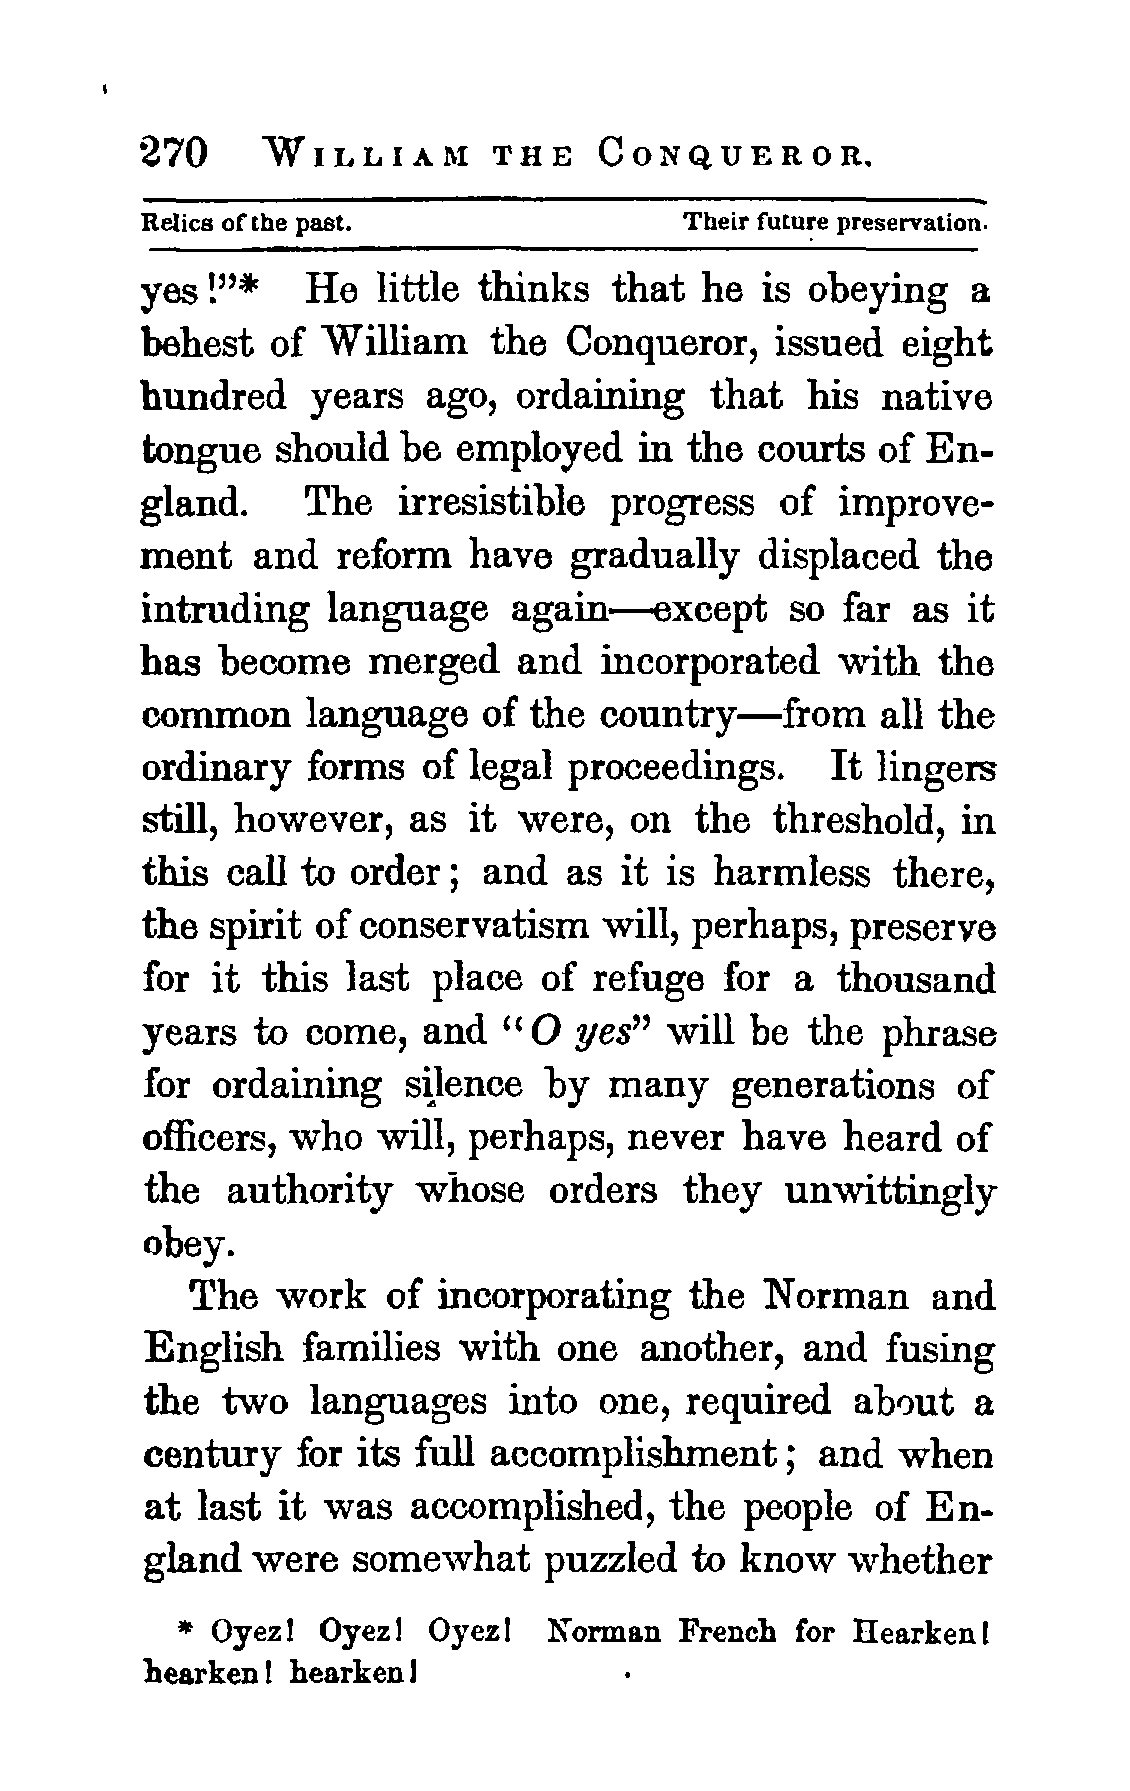 270 WILLIAM THE CONQUEROR.
Relics of the past. Their future preservation.
yes!"* He little thinks that he is obeying a
behest of William the Conqueror, issued eight
hundred years ago, ordaining that his native
tongue should be employed in the courts of En-
gland. The irresistible progress of improve-
ment and reform have gradually displaced the
intruding language again—except so far as it
has become merged and incorporated with the
common language of the country—from all the
ordinary forms of legal proceedings. It lingers
still, however, as it were, on the threshold, in
this call to order; and as it is harmless there,
the spirit of conservatism will, perhaps, preserve
for it this last place of refuge for a thousand
years to come, and "O yes" will be the phrase
for ordaining silence by many generations of
officers, who will, perhaps, never have heard of
the authority whose orders they unwittingly
obey.
The work of incorporating the Norman and
English families with one another, and fusing
the two languages into one, required about a
century for its full accomplishment; and when
at last it was accomplished, the people of En-
gland were somewhat puzzled to know whether
* Oyez! Oyez! Oyez! Norman French for Hearken!
hearken! hearken!